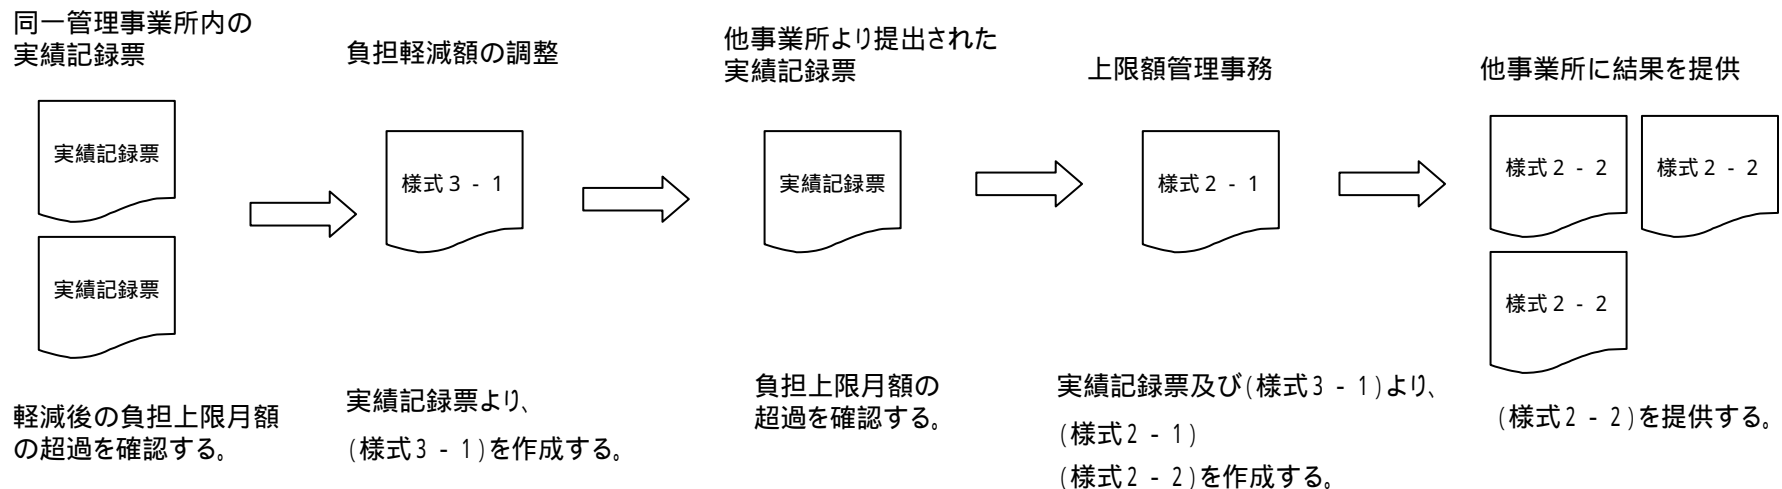 同一管理事業所内の
実績記録票
負担軽減額の調整
他事業所より提出された
実績記録票
上限額管理事務
他事業所に結果を提供
実績記録票
実績記録票
様式3-1
実績記録票
様式2-1
様式2-2
様式2-2
様式2-2
軽減後の負担上限月額
の超過を確認する。
実績記録票より、
(様式3-1)を作成する。
負担上限月額の
超過を確認する。
実績記録票及び(様式3-1)より、
(様式2-1)
(様式2-2)を作成する。
(様式2-2)を提供する。